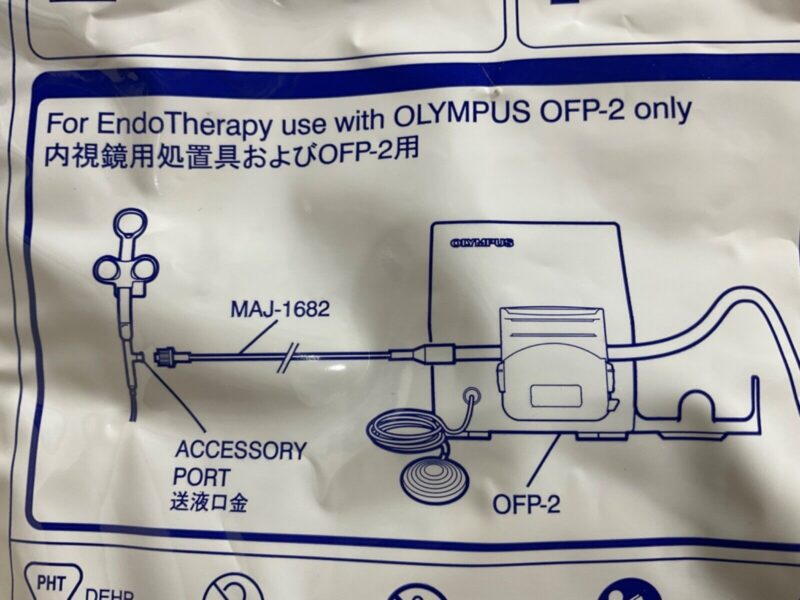 For EndoTherapy use with OLYMPUS OFP-2 only
内視鏡用処置具およびOFP-2用
OLYMPUS
MAJ-1682
ACCESSORY
PORT
送液口金
OFP-2
PHT
DEHP